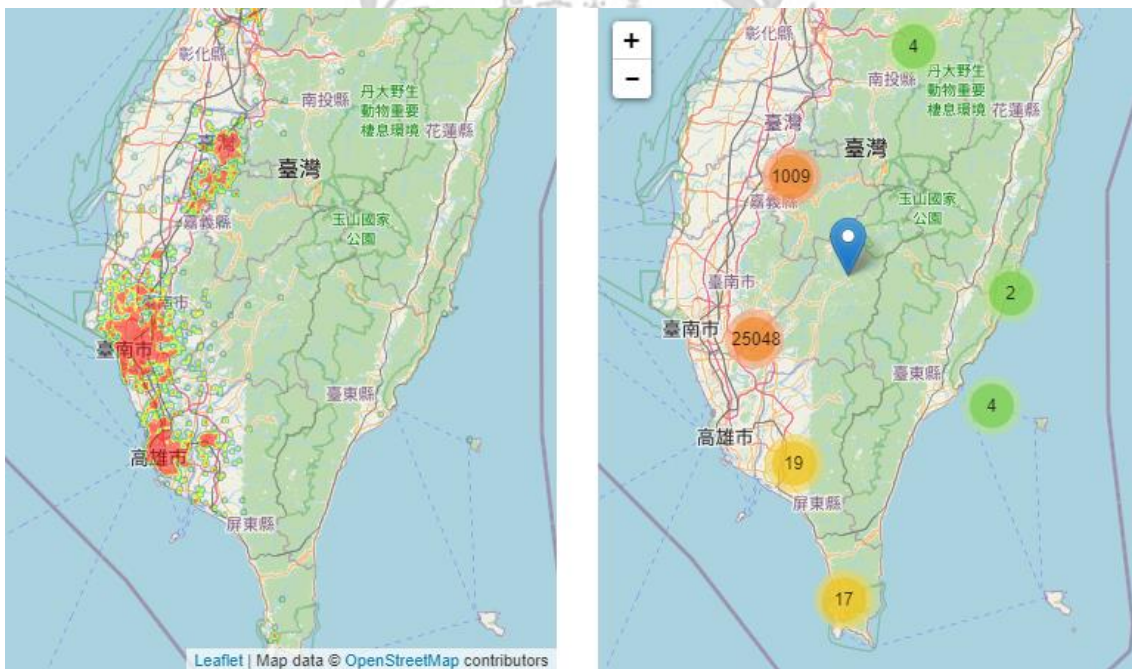 彰化縣
南投縣
丹大野生
動物重要
棲息環境
花蓮縣
臺灣
臺灣
嘉義縣
玉山國家
公園
臺南市
臺南市
臺東縣
高雄市
屏東縣
Leaflet | Map data © OpenStreetMap contributors
+
−
彰化縣
4
南投縣
丹大野生
動物重要
棲息環境
花蓮縣
臺灣
臺灣
1009
嘉義縣
玉山國家
公園
2
臺南市
臺南市
25048
臺東縣
4
高雄市
19
屏東縣
17